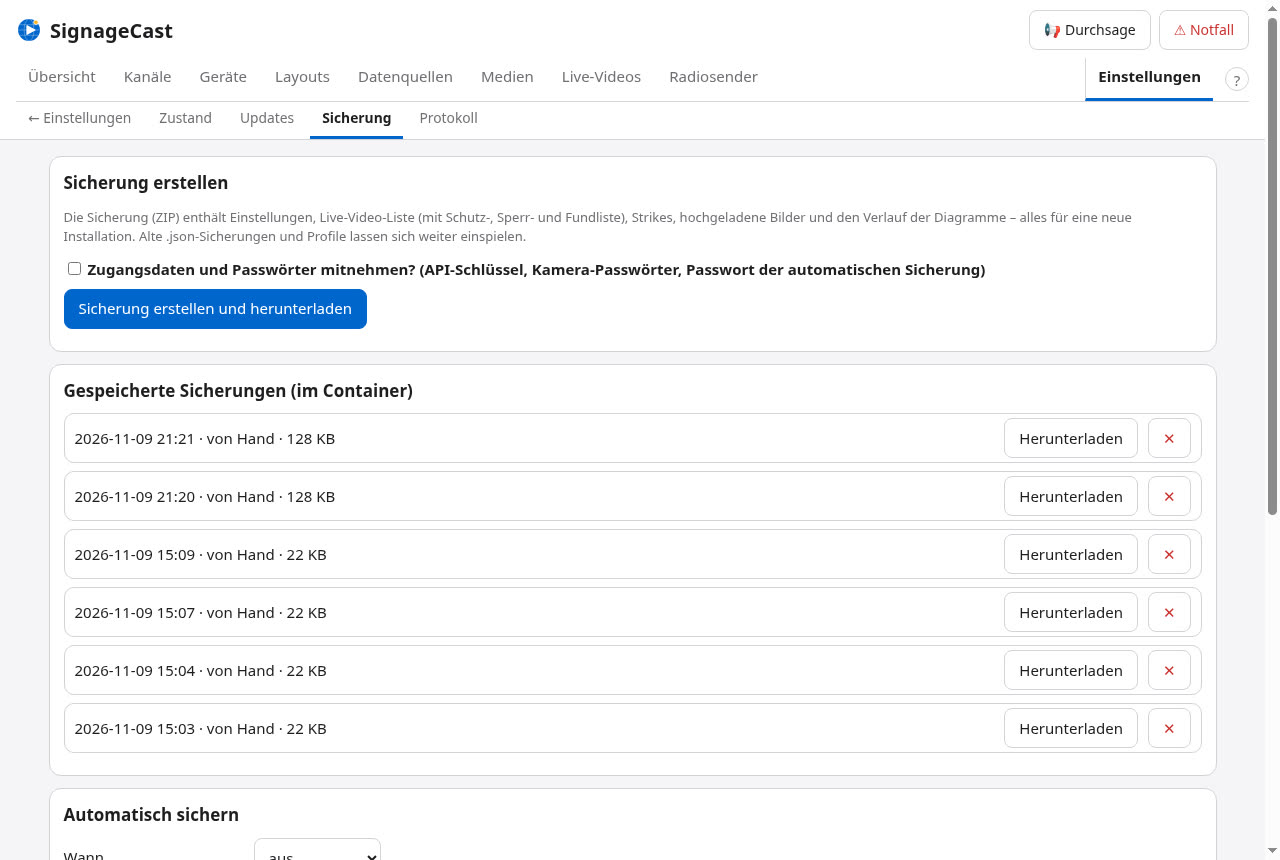 SignageCast
📢 Durchsage
⚠ Notfall
Übersicht
Kanäle
Geräte
Layouts
Datenquellen
Medien
Live-Videos
Radiosender
Einstellungen
?
← Einstellungen
Zustand
Updates
Sicherung
Protokoll
Sicherung erstellen
Die Sicherung (ZIP) enthält Einstellungen, Live-Video-Liste (mit Schutz-, Sperr- und Fundliste), Strikes, hochgeladene Bilder und den Verlauf der Diagramme – alles für eine neue
Installation. Alte .json-Sicherungen und Profile lassen sich weiter einspielen.
Zugangsdaten und Passwörter mitnehmen? (API-Schlüssel, Kamera-Passwörter, Passwort der automatischen Sicherung)
Sicherung erstellen und herunterladen
Gespeicherte Sicherungen (im Container)
2026-11-09 21:21 · von Hand · 128 KB
Herunterladen
✕
2026-11-09 21:20 · von Hand · 128 KB
Herunterladen
✕
2026-11-09 15:09 · von Hand · 22 KB
Herunterladen
✕
2026-11-09 15:07 · von Hand · 22 KB
Herunterladen
✕
2026-11-09 15:04 · von Hand · 22 KB
Herunterladen
✕
2026-11-09 15:03 · von Hand · 22 KB
Herunterladen
✕
Automatisch sichern
Wann
aus